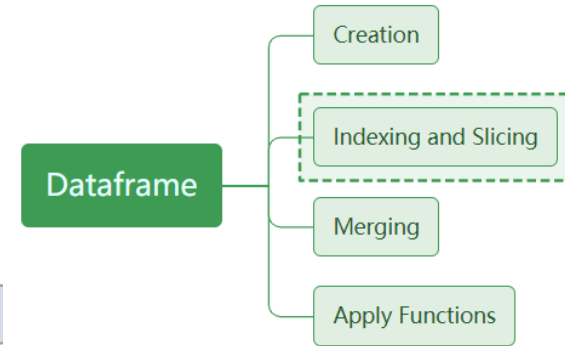 Creation
Indexing and Slicing
Dataframe
Merging
Apply Functions